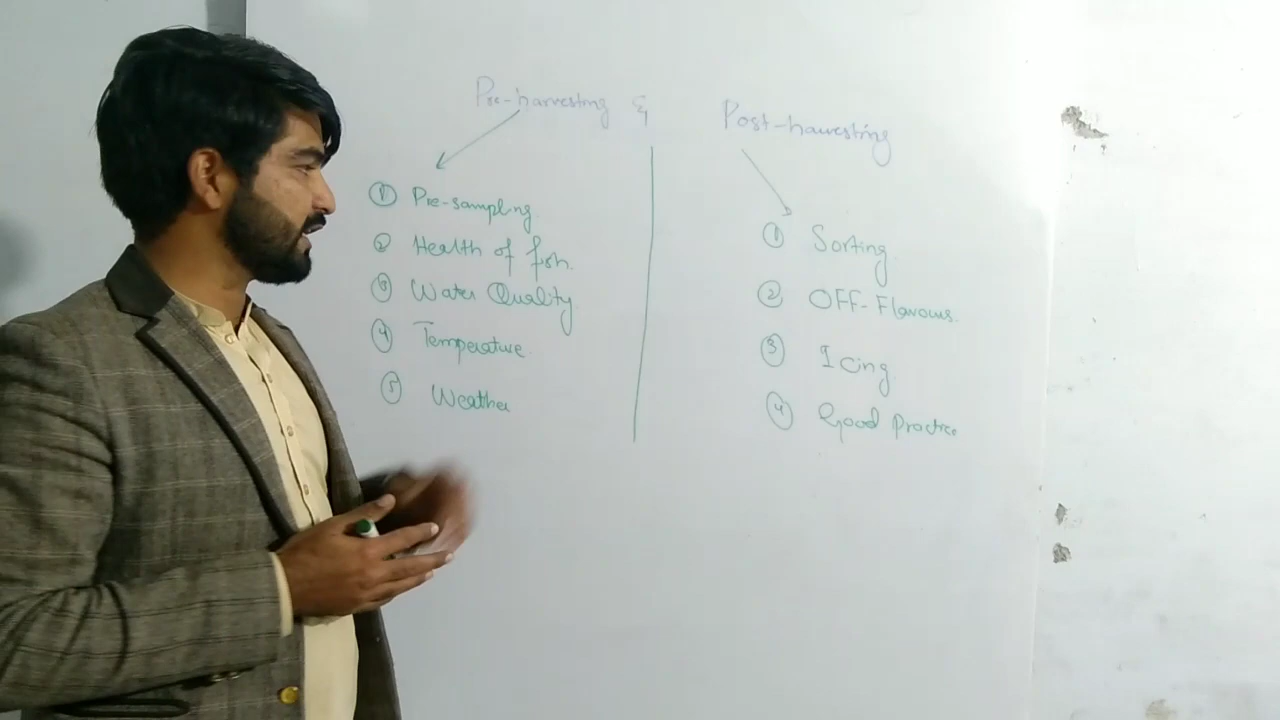 Pre-harvesting &
Post-harvesting
① Pre-sampling
② Health of fish.
③ Water Quality
④ Temperature
⑤ Weather
① Sorting
② OFF-Flavours.
③ Icing
④ Good Practice